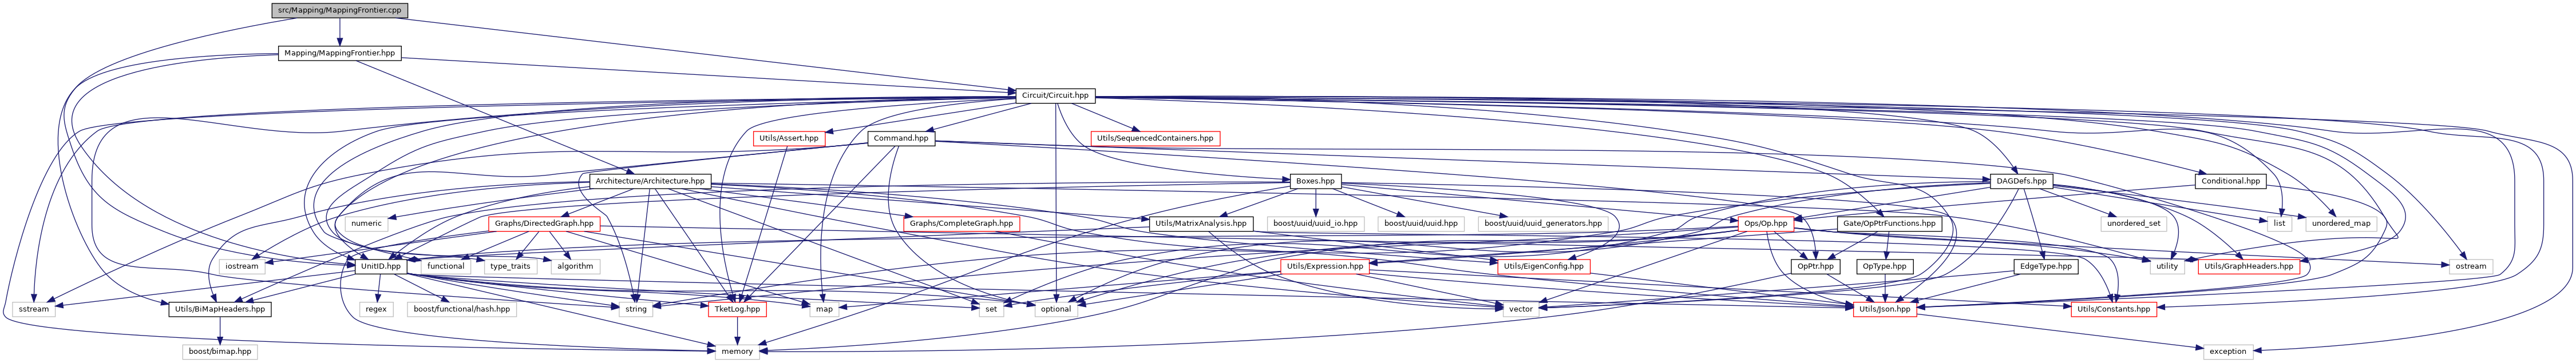 src/Mapping/MappingFrontier.cpp
Mapping/MappingFrontier.hpp
Circuit/Circuit.hpp
Utils/Assert.hpp
Command.hpp
Utils/SequencedContainers.hpp
Architecture/Architecture.hpp
Boxes.hpp
DAGDefs.hpp
Conditional.hpp
numeric
Graphs/DirectedGraph.hpp
Graphs/CompleteGraph.hpp
Utils/MatrixAnalysis.hpp
boost/uuid/uuid_io.hpp
boost/uuid/uuid.hpp
boost/uuid/uuid_generators.hpp
Ops/Op.hpp
Gate/OpPtrFunctions.hpp
unordered_set
list
unordered_map
iostream
UnitID.hpp
functional
type_traits
algorithm
Utils/Expression.hpp
Utils/EigenConfig.hpp
OpPtr.hpp
OpType.hpp
EdgeType.hpp
utility
Utils/GraphHeaders.hpp
ostream
sstream
Utils/BiMapHeaders.hpp
regex
boost/functional/hash.hpp
string
TketLog.hpp
map
set
optional
vector
Utils/Json.hpp
Utils/Constants.hpp
boost/bimap.hpp
memory
exception